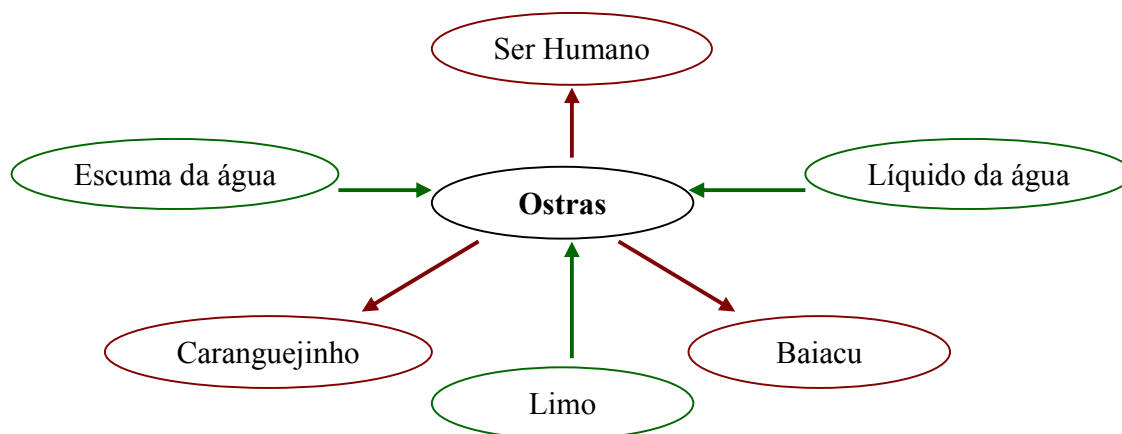 Ser Humano
Escuma da água
Líquido da água
Ostras
Caranguejinho
Baiacu
Limo